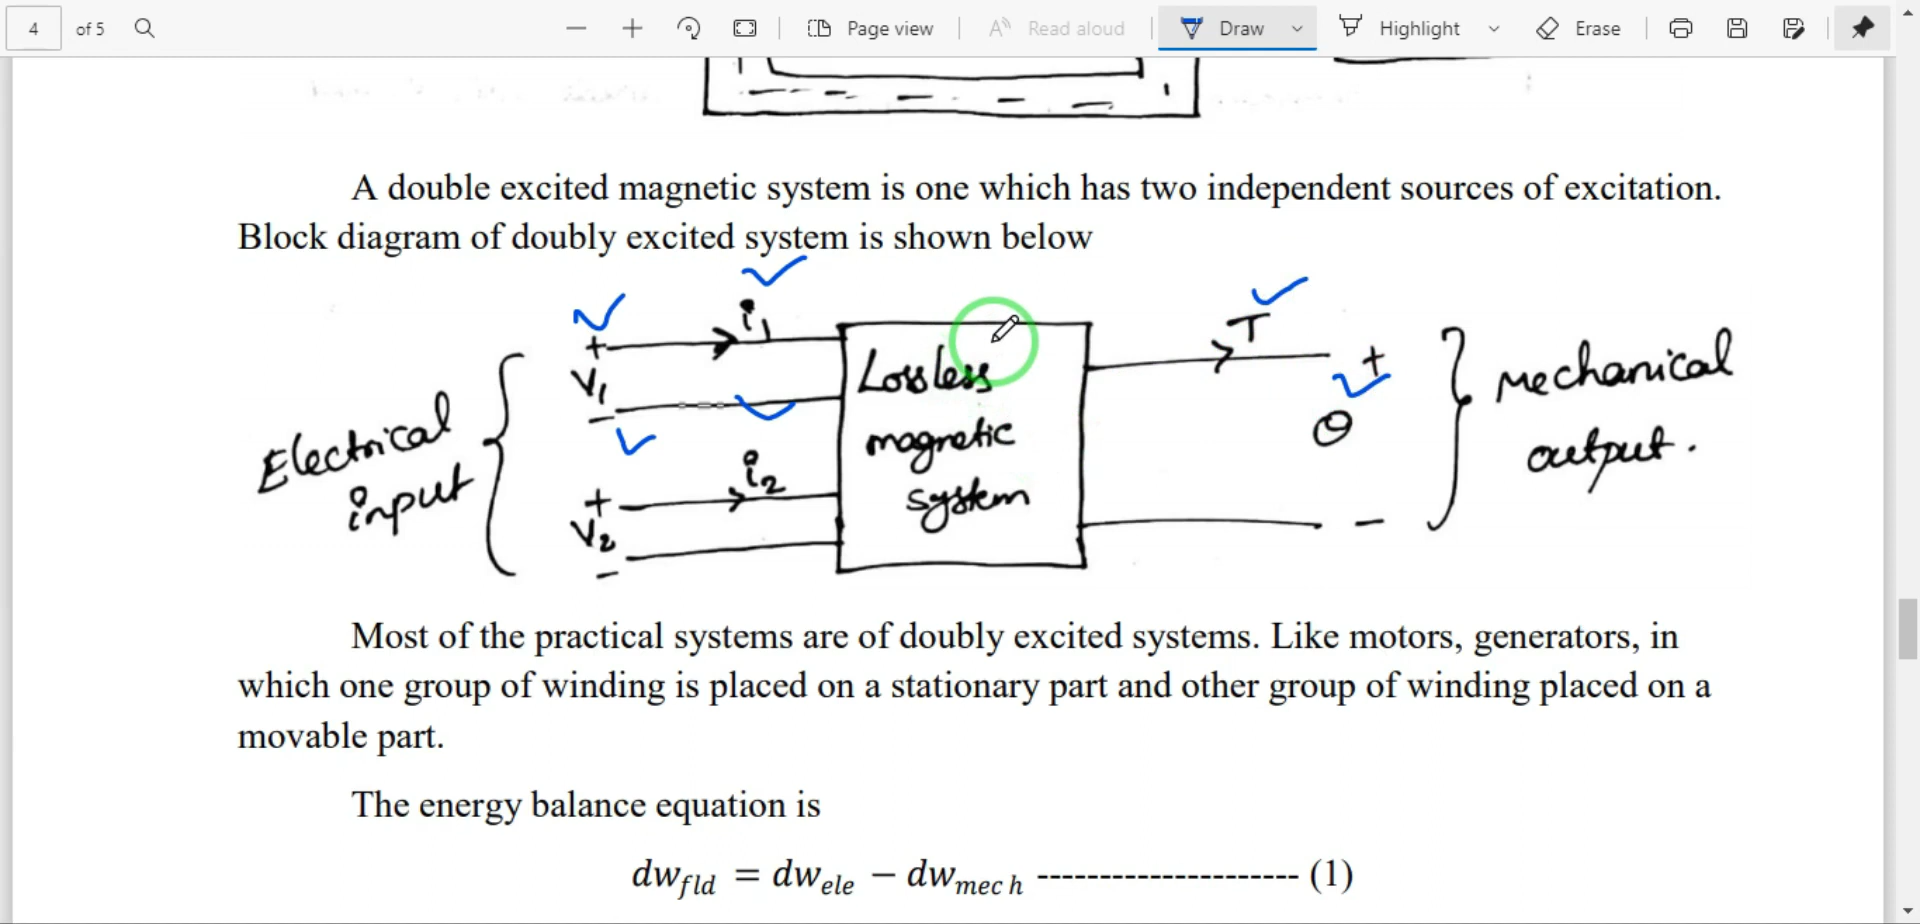 4 of 5 Page view Read aloud Draw Highlight Erase
A double excited magnetic system is one which has two independent sources of excitation.
Block diagram of doubly excited system is shown below
Electrical
input
+ i₁
V₁
−
+ i₂
V₂
−
Lossless
magnetic
system
T
+
θ
−
Mechanical
output.
Most of the practical systems are of doubly excited systems. Like motors, generators, in
which one group of winding is placed on a stationary part and other group of winding placed on a
movable part.
The energy balance equation is
dw_fld = dw_ele − dw_mec h --------------------- (1)